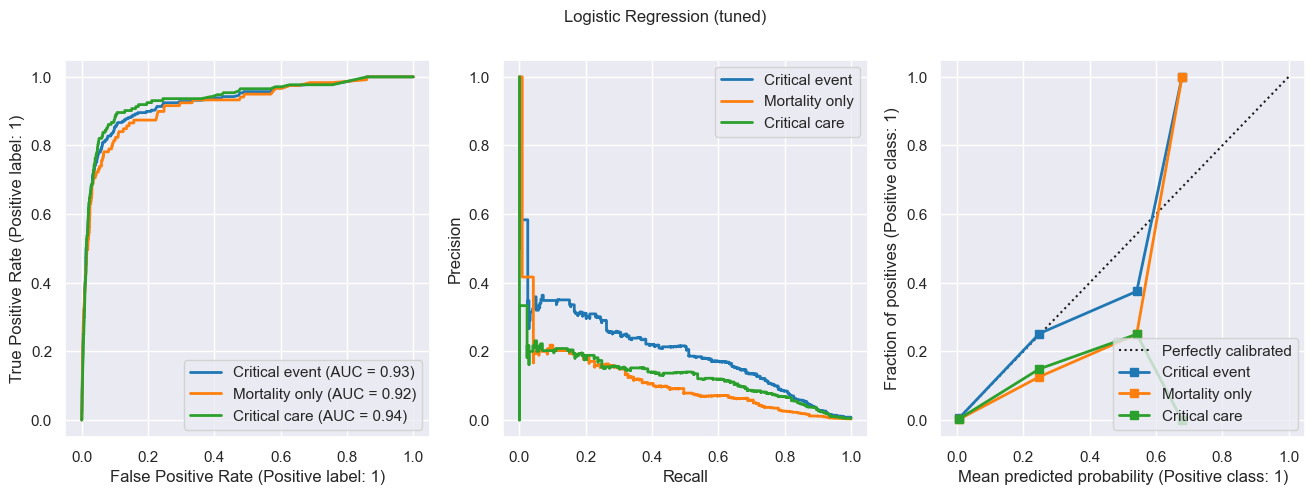 Logistic Regression (tuned)
True Positive Rate (Positive label: 1)
1.0
0.8
0.6
0.4
0.2
0.0
Critical event (AUC = 0.93)
Mortality only (AUC = 0.92)
Critical care (AUC = 0.94)
0.0 0.2 0.4 0.6 0.8 1.0
False Positive Rate (Positive label: 1)
Precision
1.0
0.8
0.6
0.4
0.2
0.0
Critical event
Mortality only
Critical care
0.0 0.2 0.4 0.6 0.8 1.0
Recall
Fraction of positives (Positive class: 1)
1.0
0.8
0.6
0.4
0.2
0.0
Perfectly calibrated
Critical event
Mortality only
Critical care
0.0 0.2 0.4 0.6 0.8 1.0
Mean predicted probability (Positive class: 1)